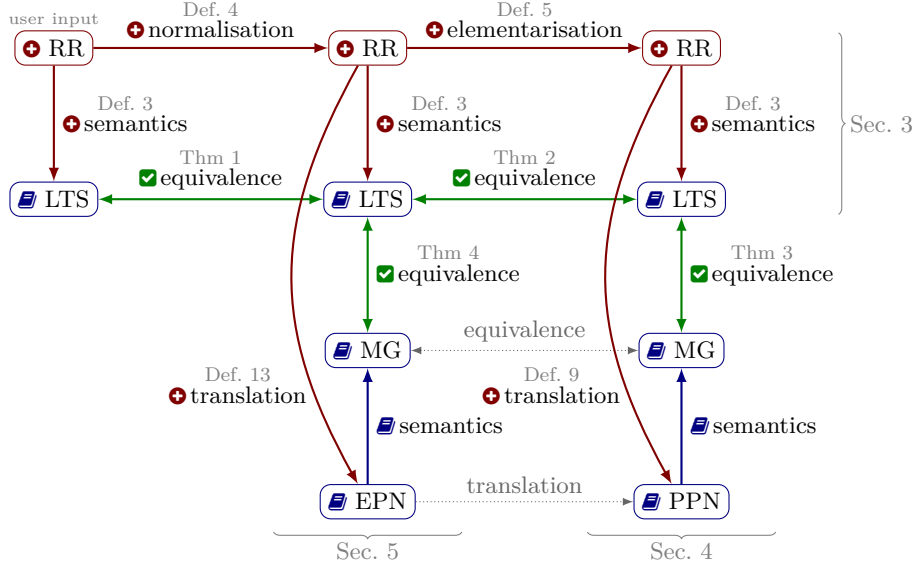 Def. 4
Def. 5
user input
normalisation
elementarisation
RR
RR
RR
Def. 3
Def. 3
Def. 3
semantics
semantics
semantics
Sec. 3
Thm 1
Thm 2
equivalence
equivalence
LTS
LTS
LTS
Thm 4
Thm 3
equivalence
equivalence
equivalence
MG
MG
Def. 13
Def. 9
translation
translation
semantics
semantics
translation
EPN
PPN
Sec. 5
Sec. 4